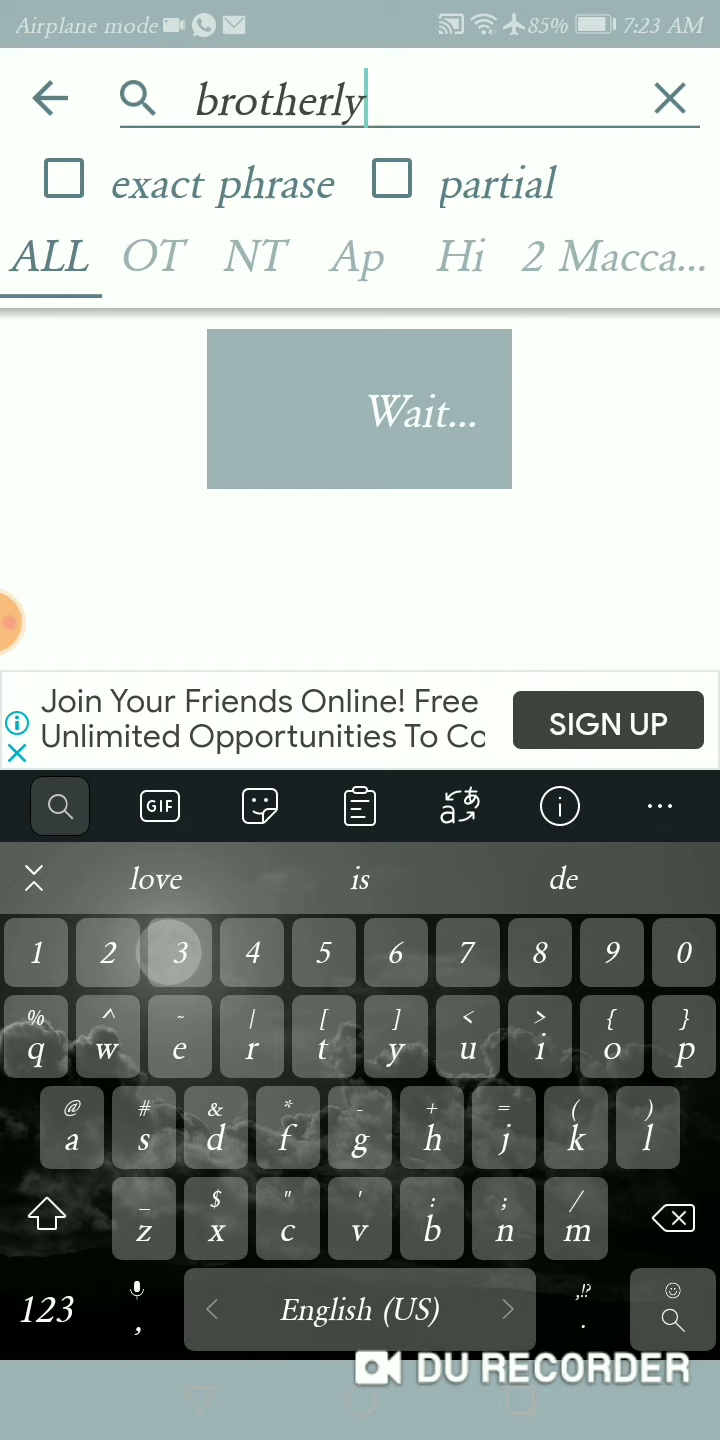 Airplane mode 85% 7:23 AM
brotherly
exact phrase partial
ALL OT NT Ap Hi 2 Macca...
Wait...
Join Your Friends Online! Free
Unlimited Opportunities To Co
SIGN UP
GIF aあ
love is de
1 2 3 4 5 6 7 8 9 0
% ^ ~ | [ ] < > { }
q w e r t y u i o p
@ # & * - + = ( )
a s d f g h j k l
_ $ " ' : ; /
z x c v b n m
,!?
123 , English (US) .
DU RECORDER